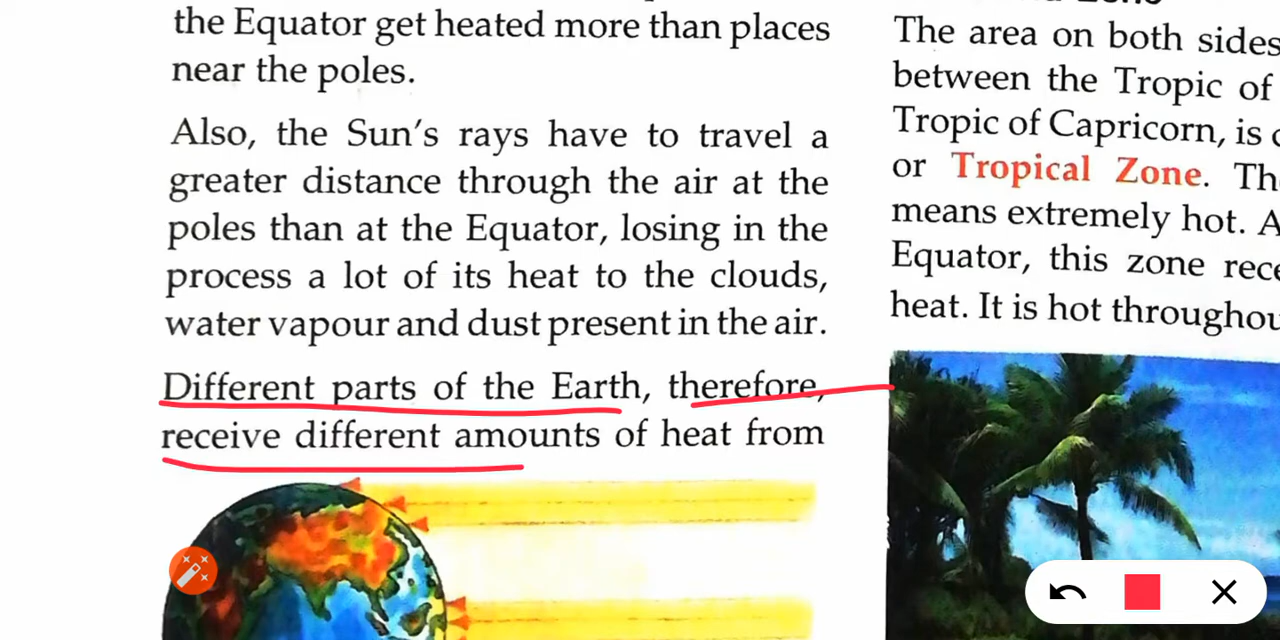 the Equator get heated more than places
near the poles.
Also, the Sun's rays have to travel a
greater distance through the air at the
poles than at the Equator, losing in the
process a lot of its heat to the clouds,
water vapour and dust present in the air.
Different parts of the Earth, therefore,
receive different amounts of heat from
The area on both sides
between the Tropic of
Tropic of Capricorn, is
or Tropical Zone.
means extremely hot.
Equator, this zone
heat. It is hot